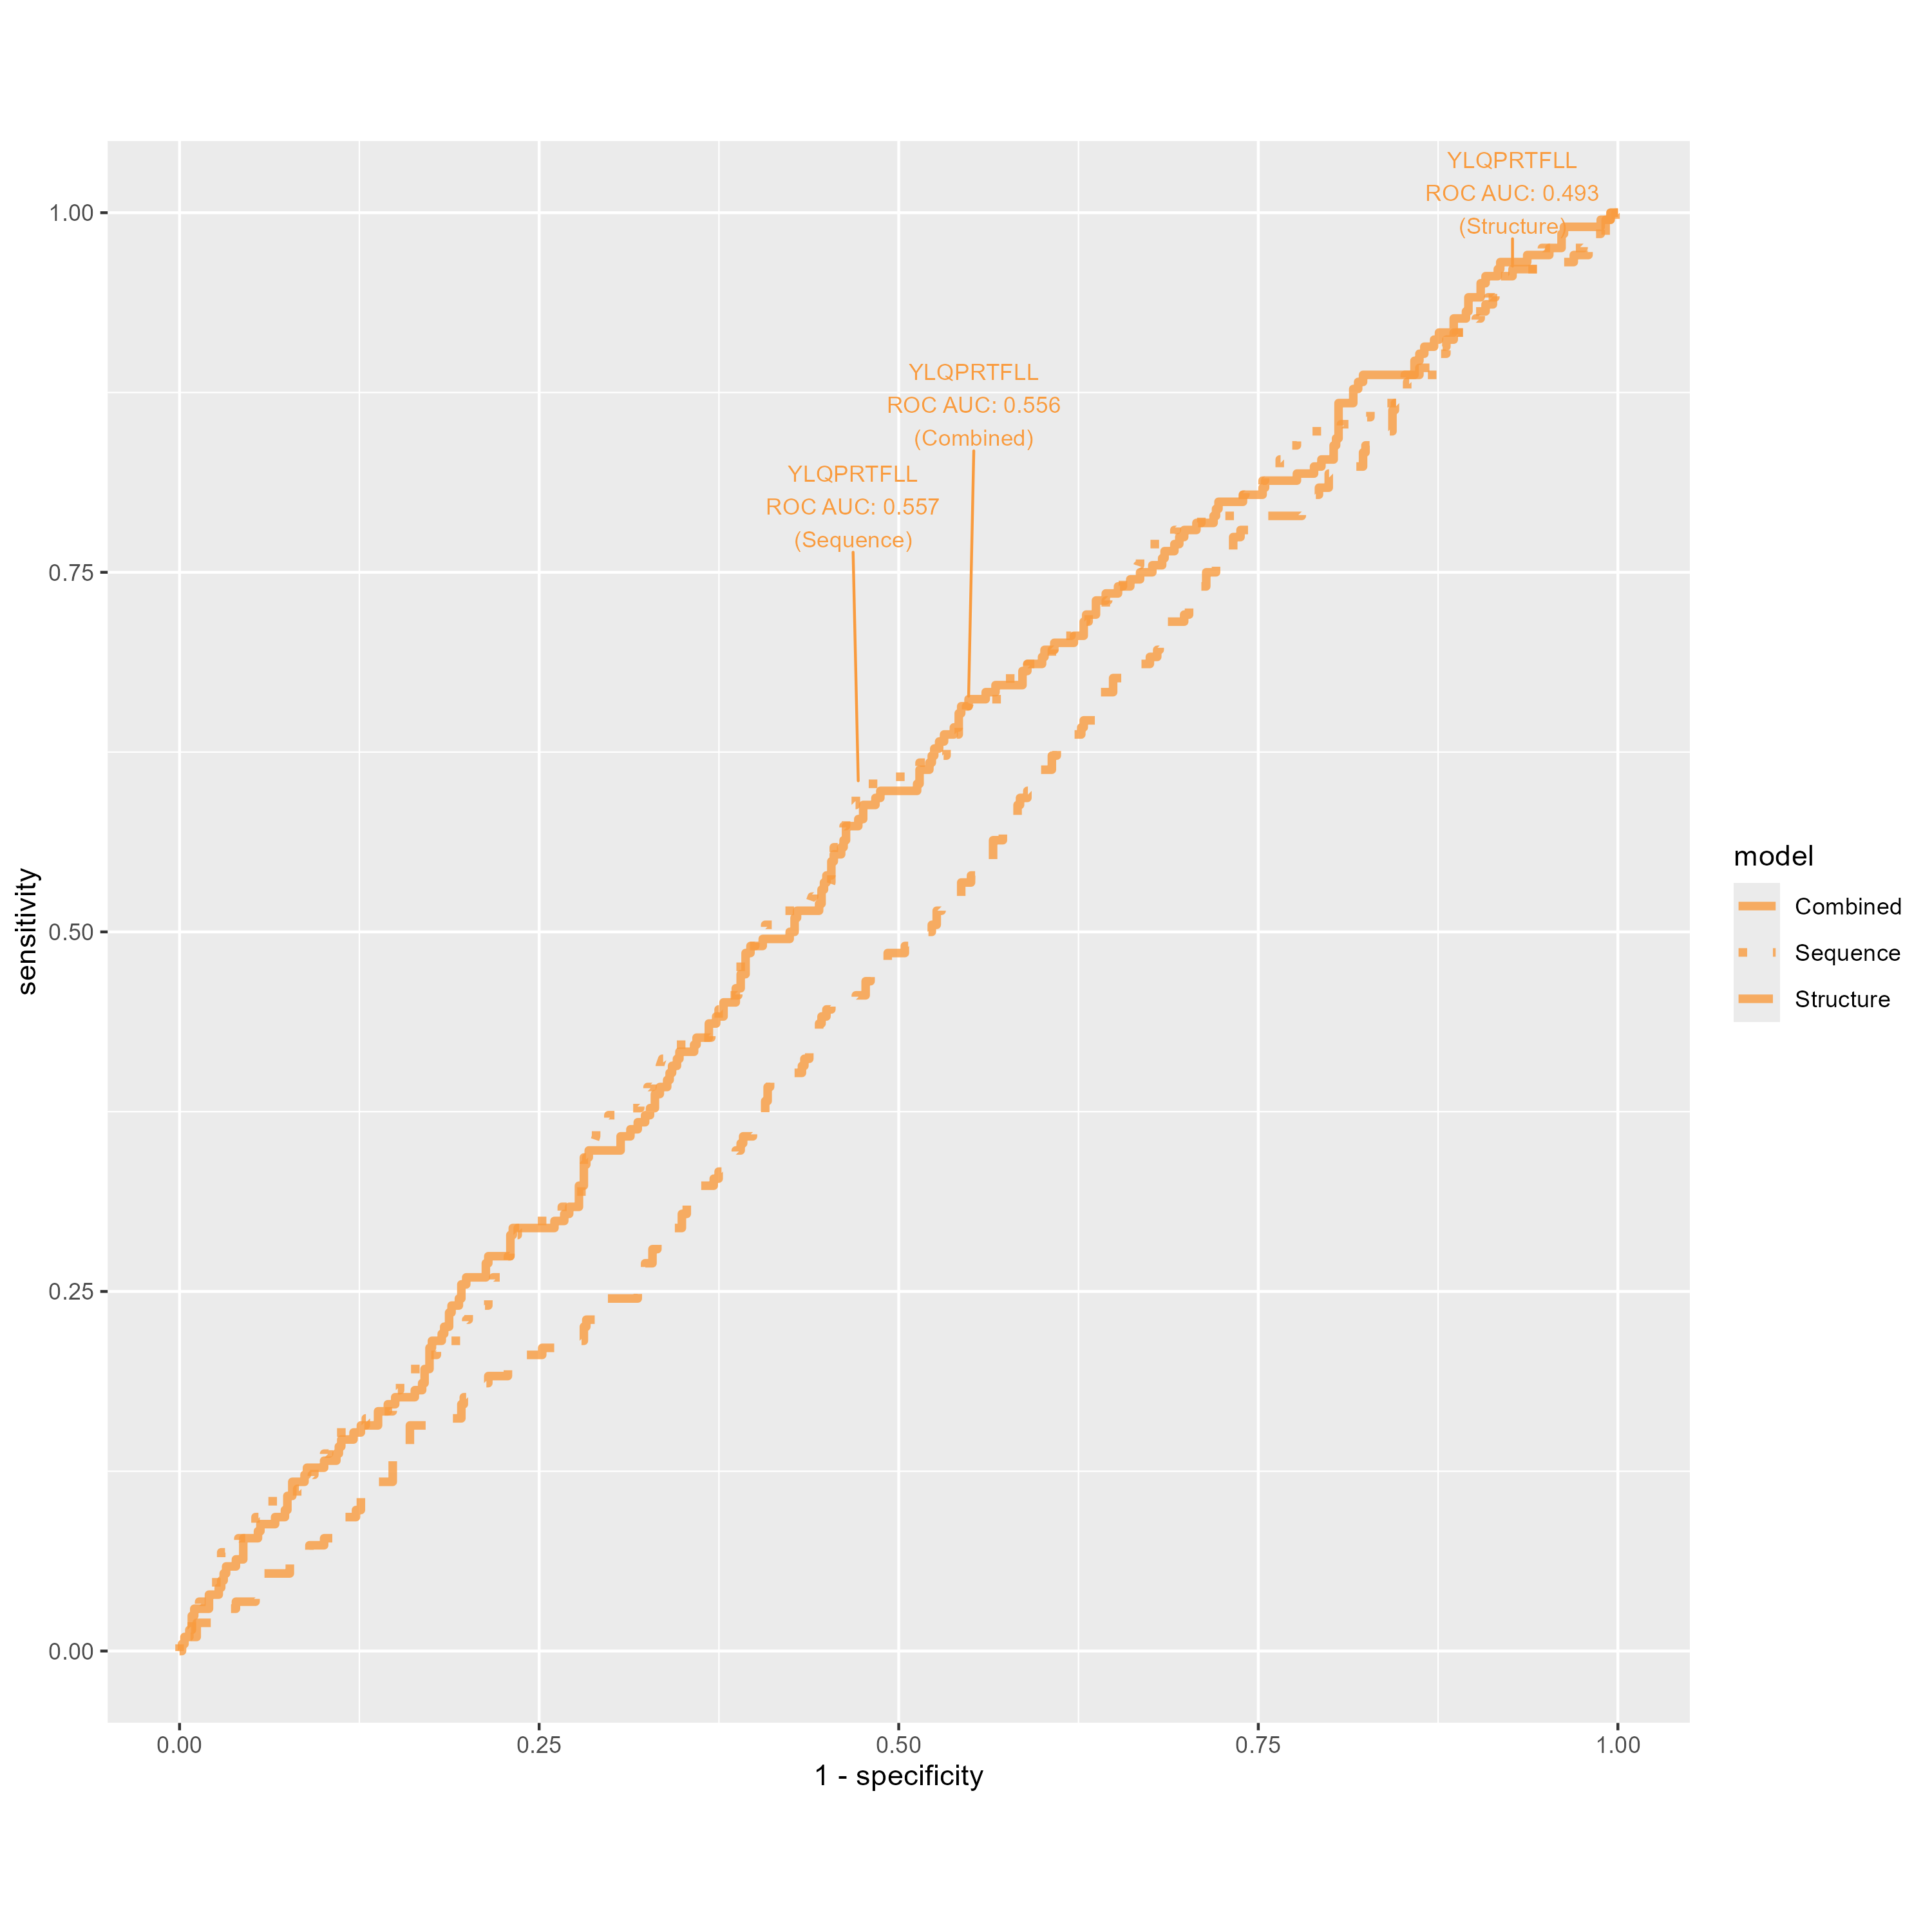 YLQPRTFLL
ROC AUC: 0.493
(Structure)
YLQPRTFLL
ROC AUC: 0.556
(Combined)
YLQPRTFLL
ROC AUC: 0.557
(Sequence)
1.00
0.75
0.50
0.25
0.00
sensitivity
0.00
0.25
0.50
0.75
1.00
1 - specificity
model
Combined
Sequence
Structure